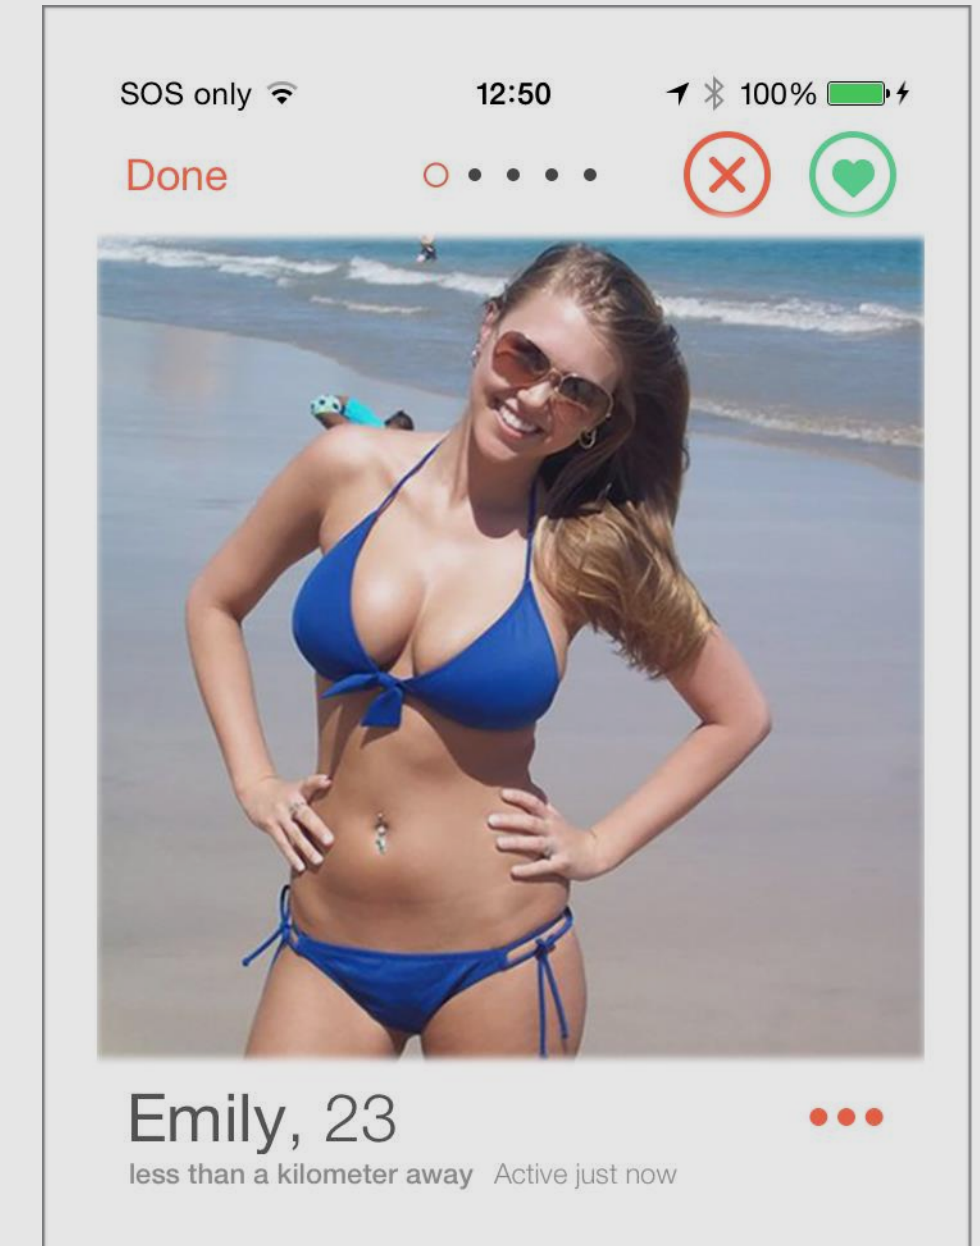 SOS only 12:50 100%
Done
Emily, 23
less than a kilometer away Active just now